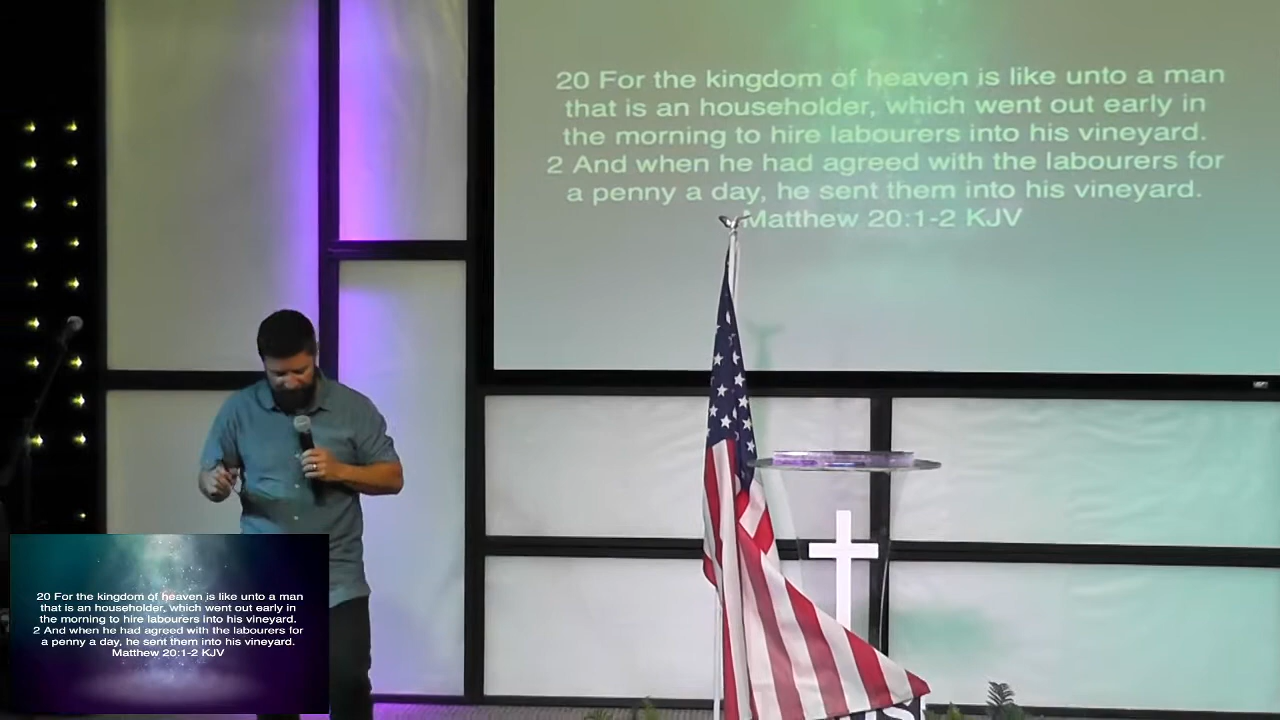 20 For the kingdom of heaven is like unto a man
that is an householder, which went out early in
the morning to hire labourers into his vineyard.
2 And when he had agreed with the labourers for
a penny a day, he sent them into his vineyard.
Matthew 20:1-2 KJV
20 For the kingdom of heaven is like unto a man
that is an householder, which went out early in
the morning to hire labourers into his vineyard.
2 And when he had agreed with the labourers for
a penny a day, he sent them into his vineyard.
Matthew 20:1-2 KJV